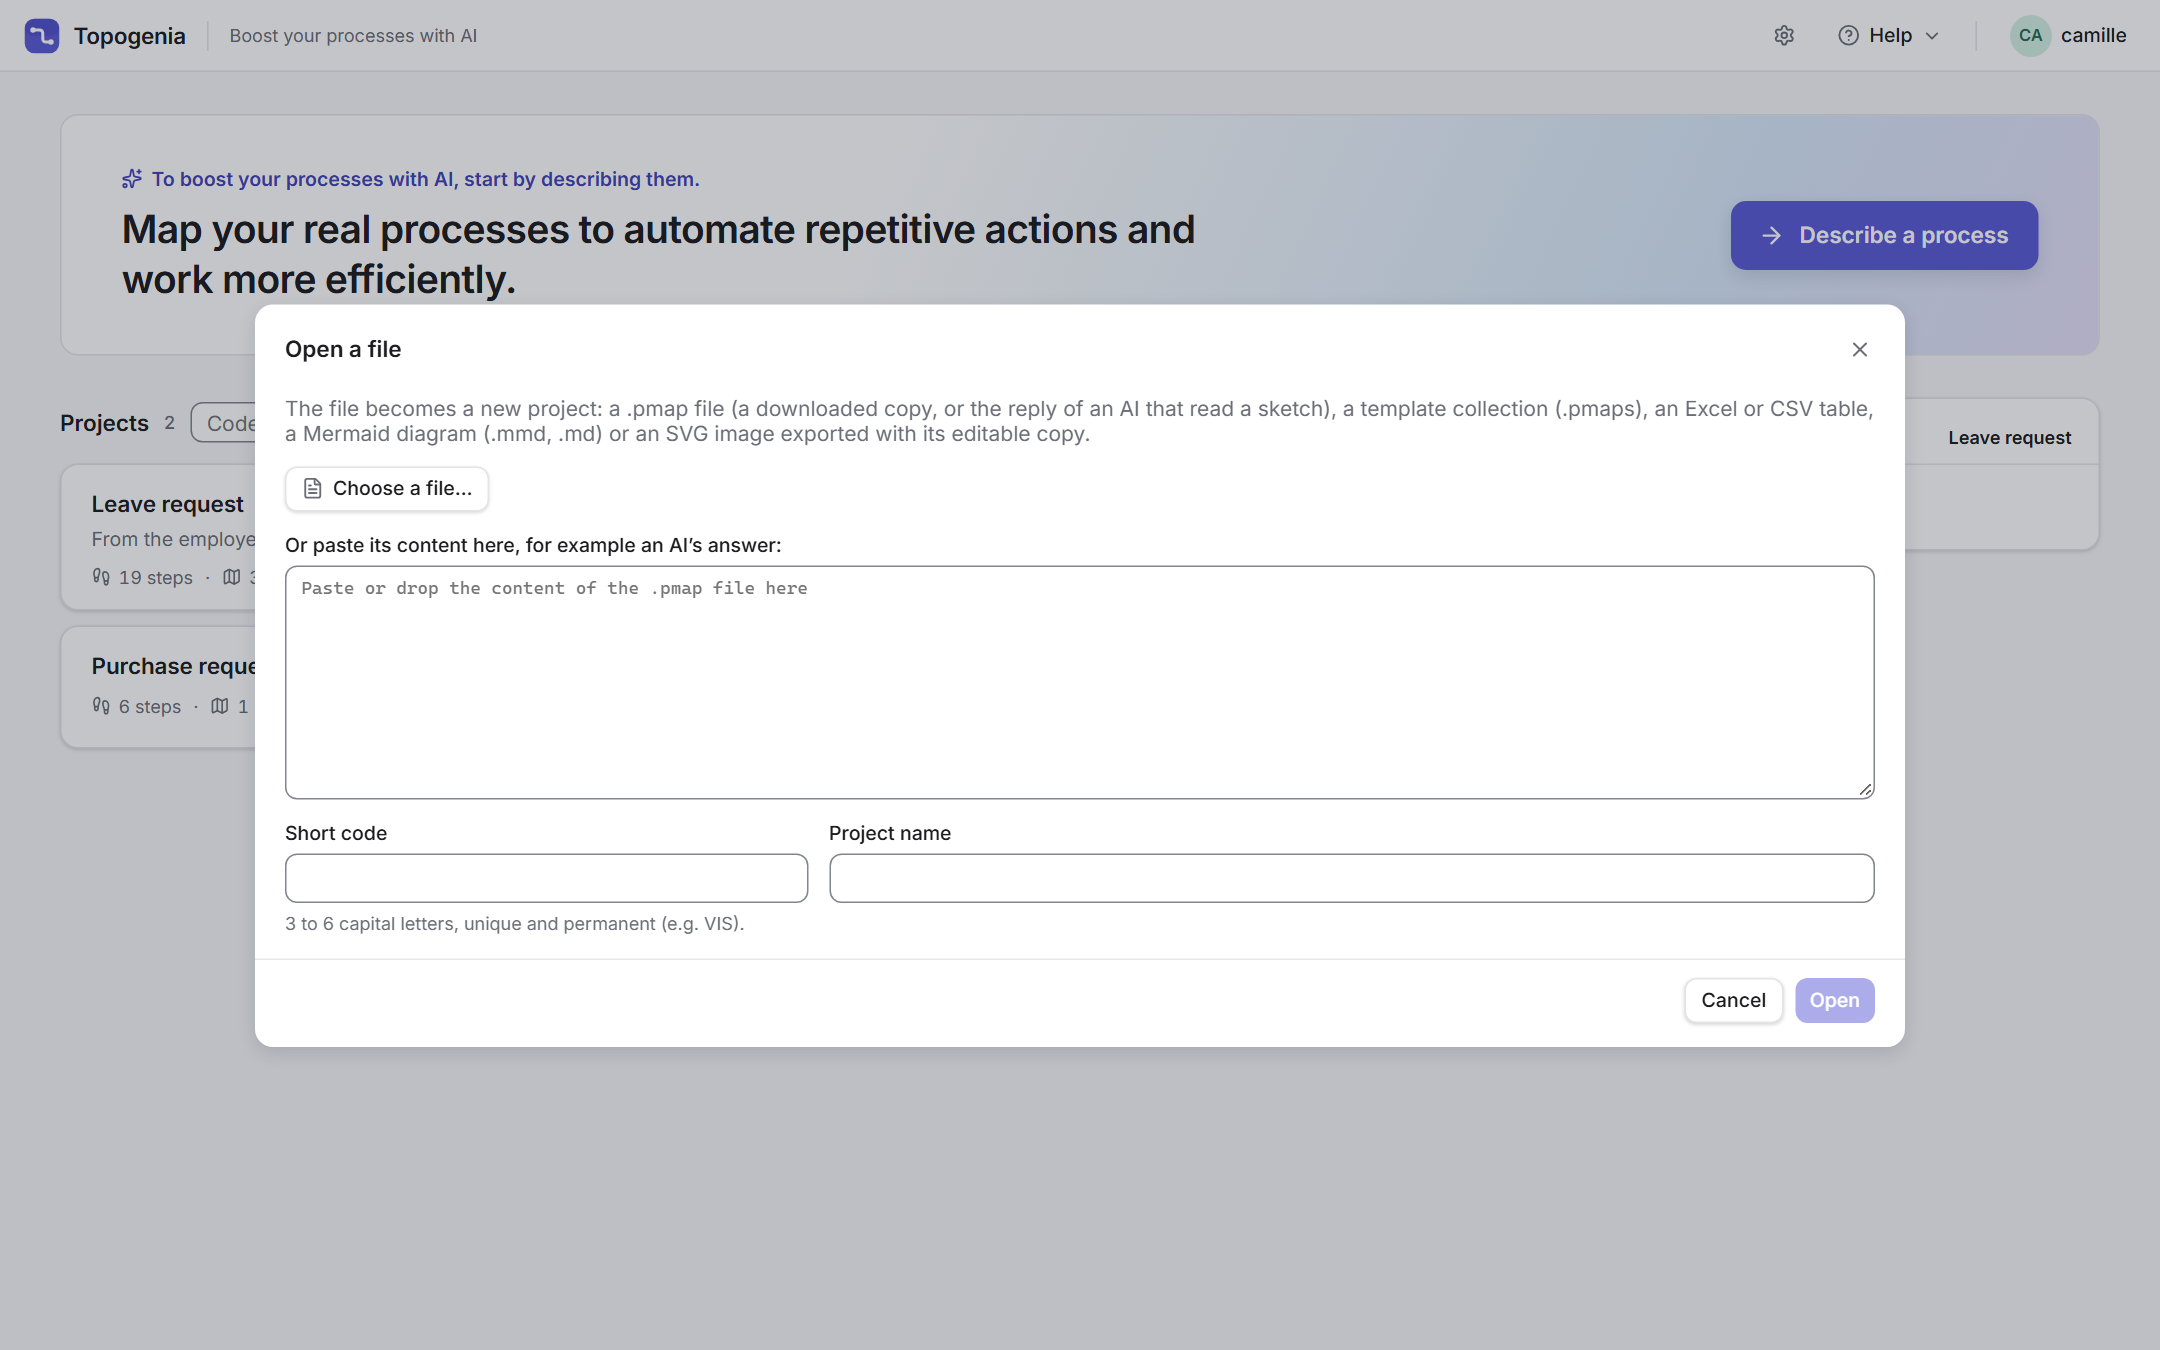 Topogenia
Boost your processes with AI
Help
CA
camille
To boost your processes with AI, start by describing them.
Map your real processes to automate repetitive actions and
work more efficiently.
Describe a process
Open a file
The file becomes a new project: a .pmap file (a downloaded copy, or the reply of an AI that read a sketch), a template collection (.pmaps), an Excel or CSV table,
a Mermaid diagram (.mmd, .md) or an SVG image exported with its editable copy.
Projects 2
Code
Leave request
Choose a file...
Leave request
From the
19 steps ·
Or paste its content here, for example an AI’s answer:
Paste or drop the content of the .pmap file here
Purchase
6 steps · 1
Short code
Project name
3 to 6 capital letters, unique and permanent (e.g. VIS).
Cancel
Open